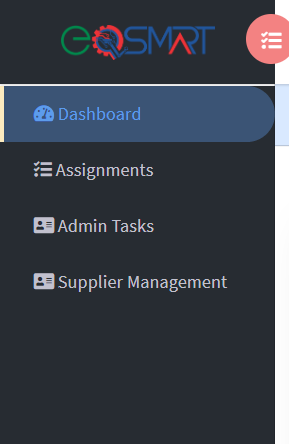 eQSMART
Dashboard
Assignments
Admin Tasks
Supplier Management